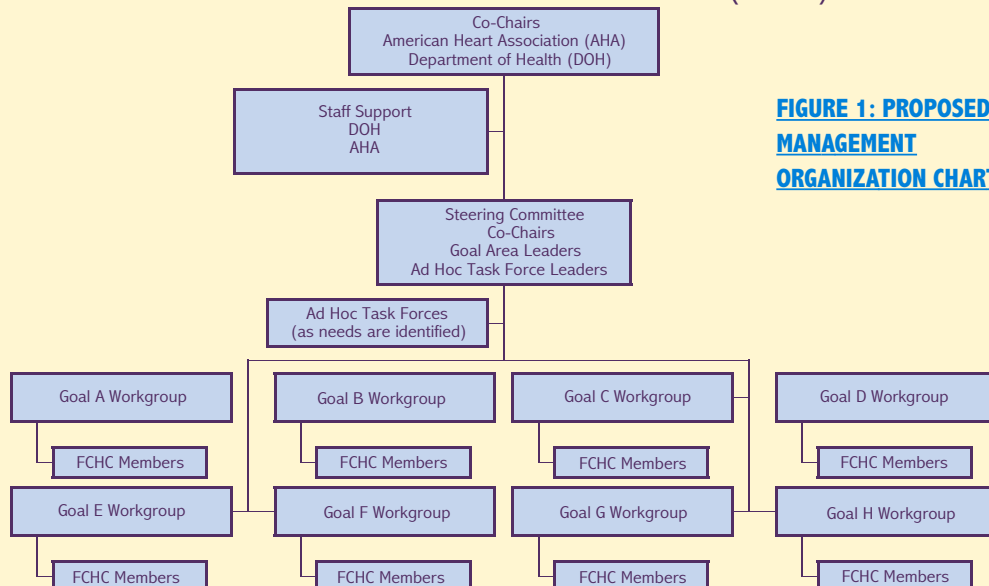 Co-Chairs
American Heart Association (AHA)
Department of Health (DOH)
Staff Support
DOH
AHA
FIGURE 1: PROPOSED
MANAGEMENT
ORGANIZATION CHART
Steering Committee
Co-Chairs
Goal Area Leaders
Ad Hoc Task Force Leaders
Ad Hoc Task Forces
(as needs are identified)
Goal A Workgroup
Goal B Workgroup
Goal C Workgroup
Goal D Workgroup
FCHC Members
FCHC Members
FCHC Members
FCHC Members
Goal E Workgroup
Goal F Workgroup
Goal G Workgroup
Goal H Workgroup
FCHC Members
FCHC Members
FCHC Members
FCHC Members